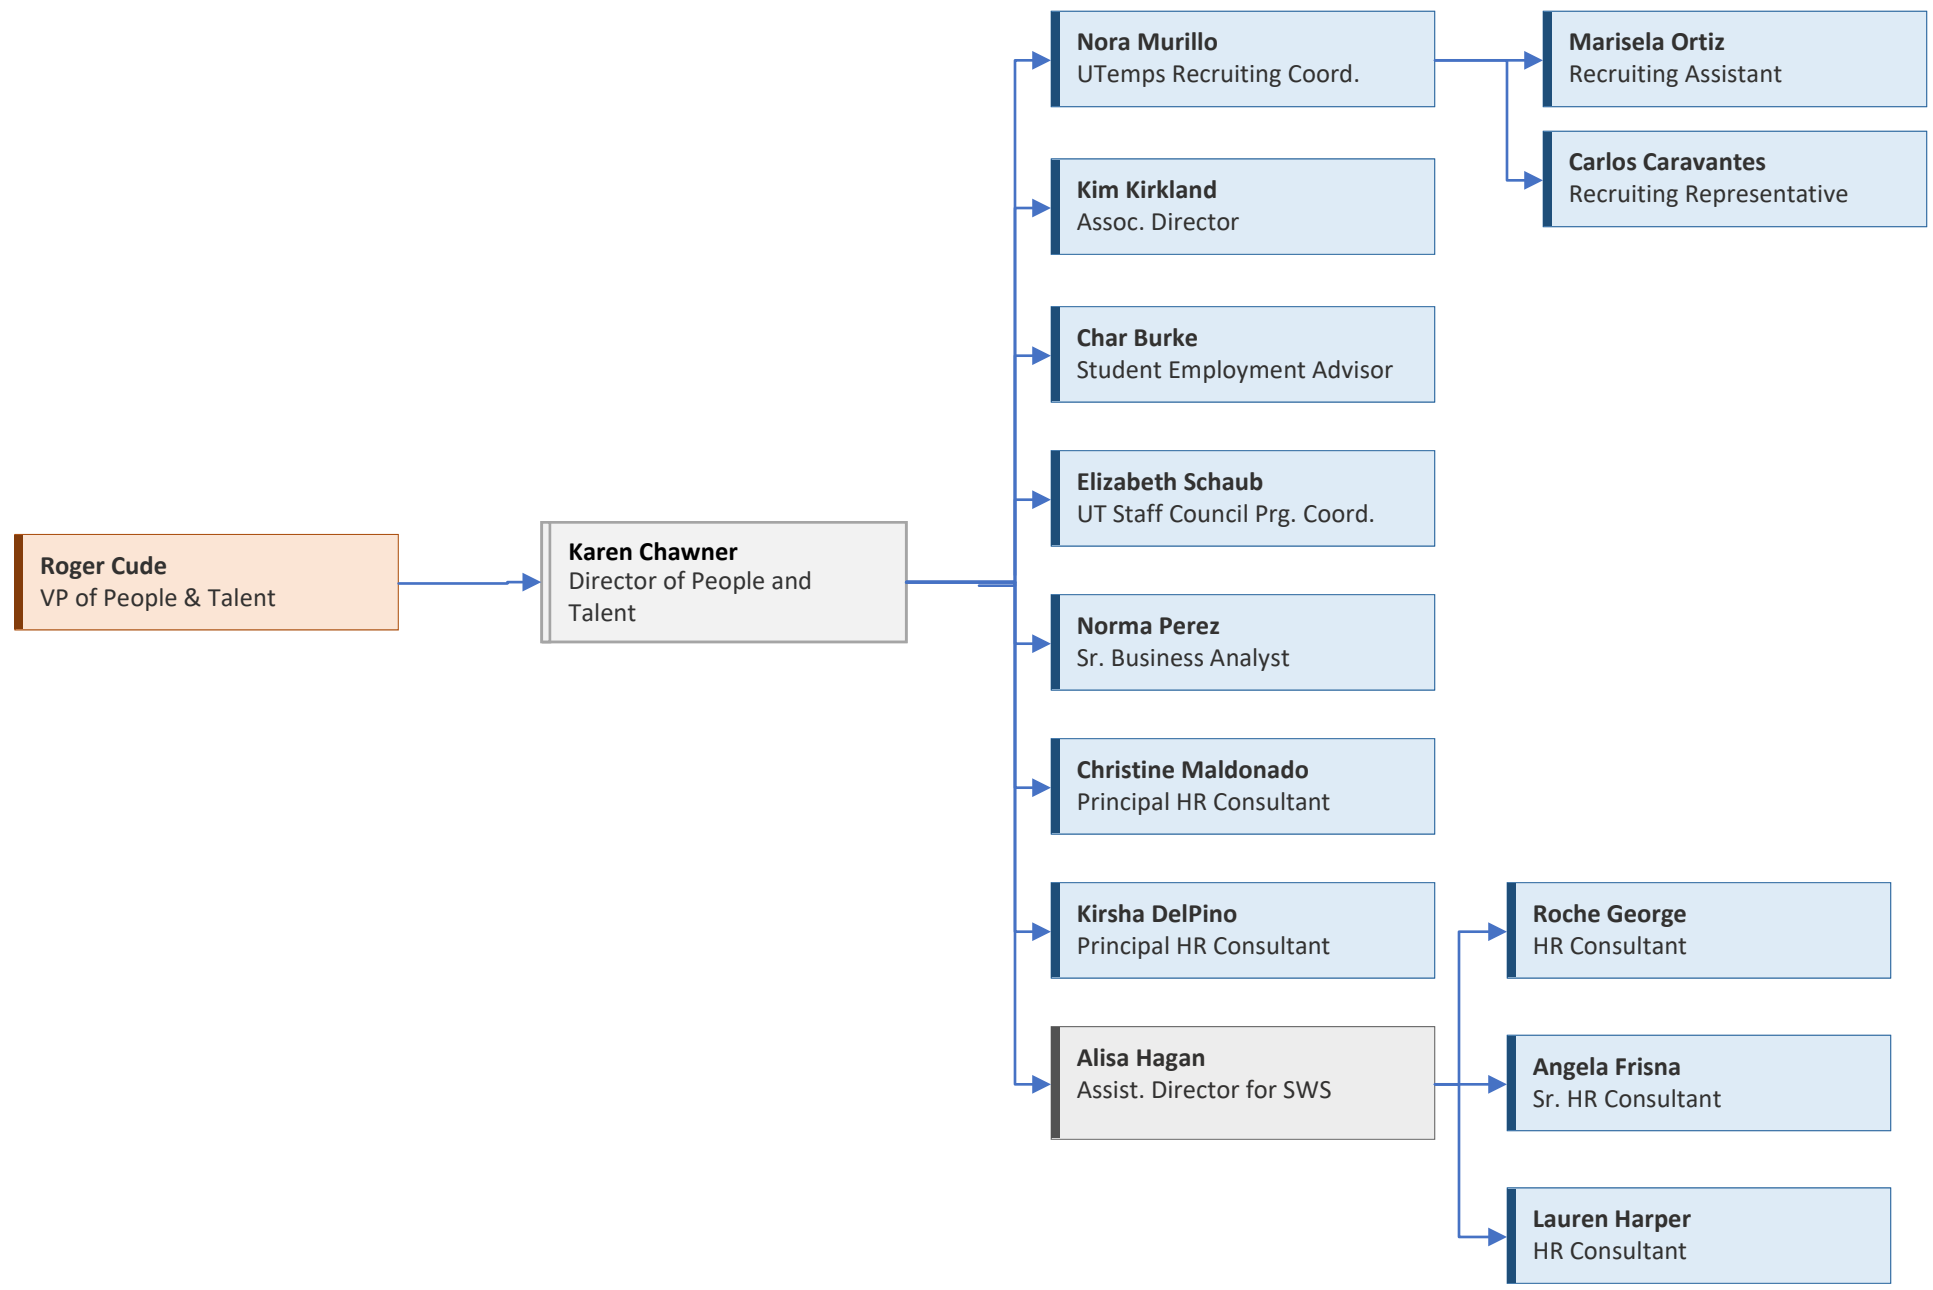 Roger Cude
VP of People & Talent
Karen Chawner
Director of People and
Talent
Nora Murillo
UTemps Recruiting Coord.
Marisela Ortiz
Recruiting Assistant
Carlos Caravantes
Recruiting Representative
Kim Kirkland
Assoc. Director
Char Burke
Student Employment Advisor
Elizabeth Schaub
UT Staff Council Prg. Coord.
Norma Perez
Sr. Business Analyst
Christine Maldonado
Principal HR Consultant
Kirsha DelPino
Principal HR Consultant
Alisa Hagan
Assist. Director for SWS
Roche George
HR Consultant
Angela Frisna
Sr. HR Consultant
Lauren Harper
HR Consultant